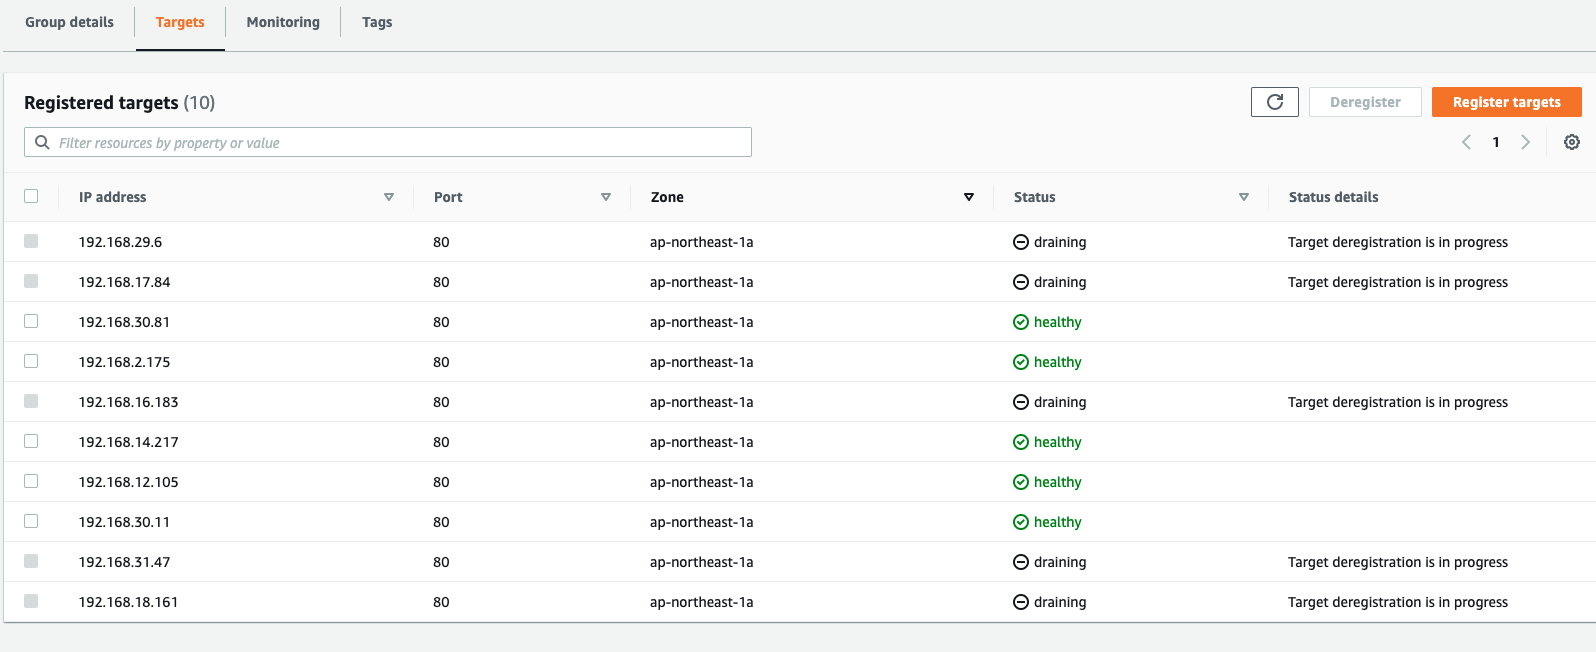 Group details Targets Monitoring Tags
Registered targets (10) Deregister Register targets
Filter resources by property or value 1
IP address Port Zone Status Status details
192.168.29.6 80 ap-northeast-1a draining Target deregistration is in progress
192.168.17.84 80 ap-northeast-1a draining Target deregistration is in progress
192.168.30.81 80 ap-northeast-1a healthy
192.168.2.175 80 ap-northeast-1a healthy
192.168.16.183 80 ap-northeast-1a draining Target deregistration is in progress
192.168.14.217 80 ap-northeast-1a healthy
192.168.12.105 80 ap-northeast-1a healthy
192.168.30.11 80 ap-northeast-1a healthy
192.168.31.47 80 ap-northeast-1a draining Target deregistration is in progress
192.168.18.161 80 ap-northeast-1a draining Target deregistration is in progress